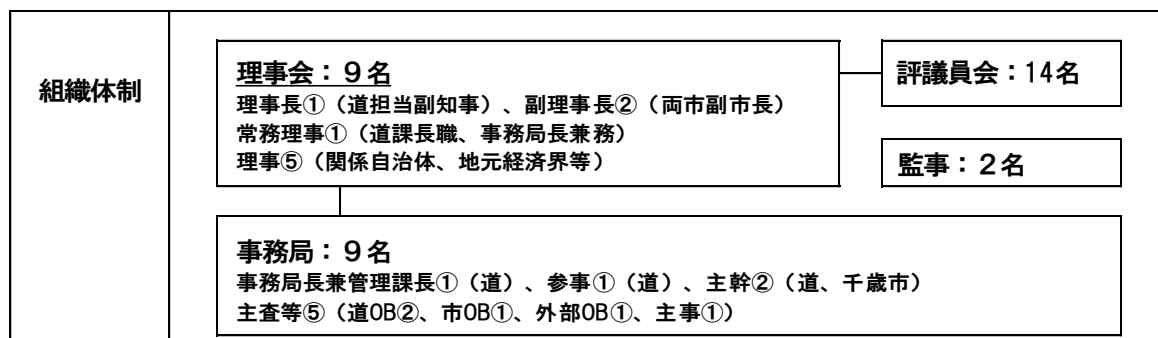 組織体制
理事会：９名
理事長①（道担当副知事）、副理事長②（両市副市長）
常務理事①（道課長職、事務局長兼務）
理事⑤（関係自治体、地元経済界等）
評議員会：14名
監事：２名
事務局：９名
事務局長兼管理課長①（道）、参事①（道）、主幹②（道、千歳市）
主査等⑤（道OB②、市OB①、外部OB①、主事①）